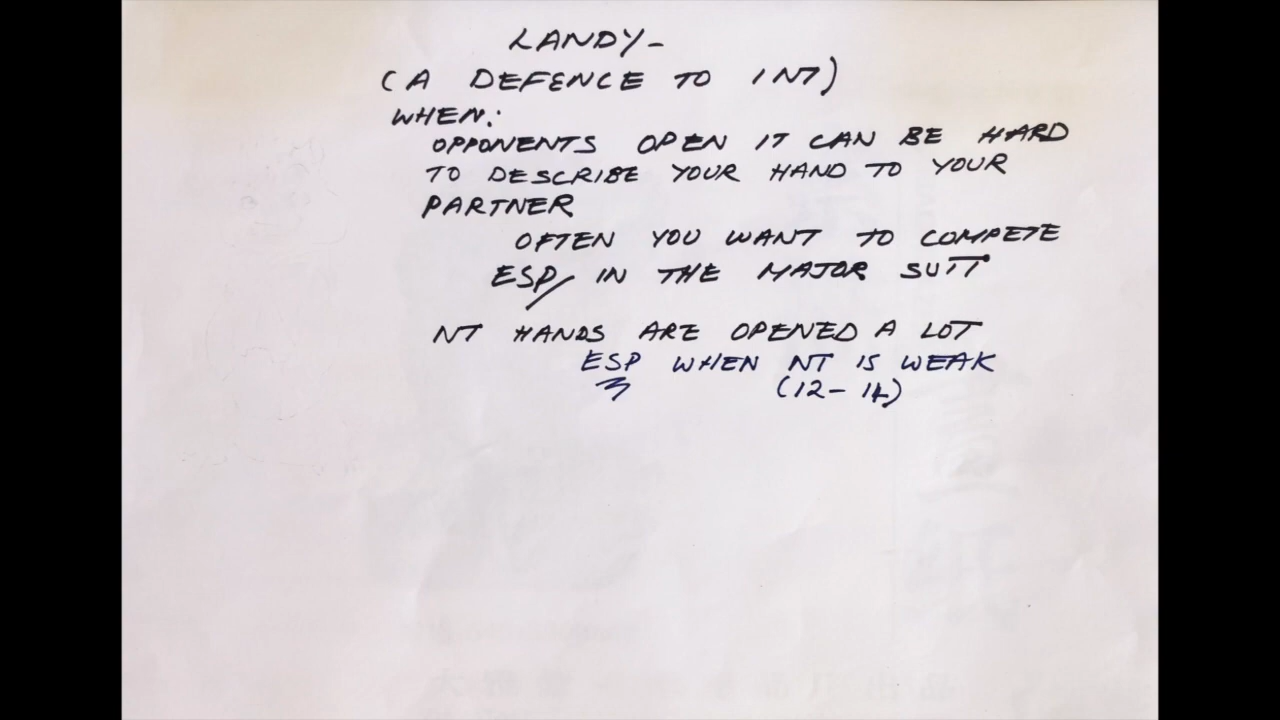 LANDY-
(A DEFENCE TO 1NT)
WHEN:
OPPONENTS OPEN IT CAN BE HARD
TO DESCRIBE YOUR HAND TO YOUR
PARTNER
OFTEN YOU WANT TO COMPETE
ESP/ IN THE MAJOR SUIT
NT HANDS ARE OPENED A LOT
ESP WHEN NT IS WEAK
(12-14)